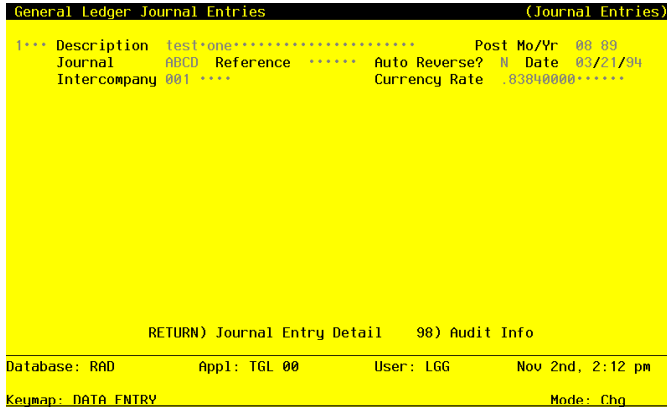 General Ledger Journal Entries (Journal Entries)
1··· Description test·one······················ Post Mo/Yr 08 89
Journal ABCD Reference ······ Auto Reverse? N Date 03/21/94
Intercompany 001 ···· Currency Rate .83840000······
RETURN) Journal Entry Detail 98) Audit Info
Database: RAD Appl: TGL 00 User: LGG Nov 2nd, 2:12 pm
Keymap: DATA ENTRY Mode: Chg